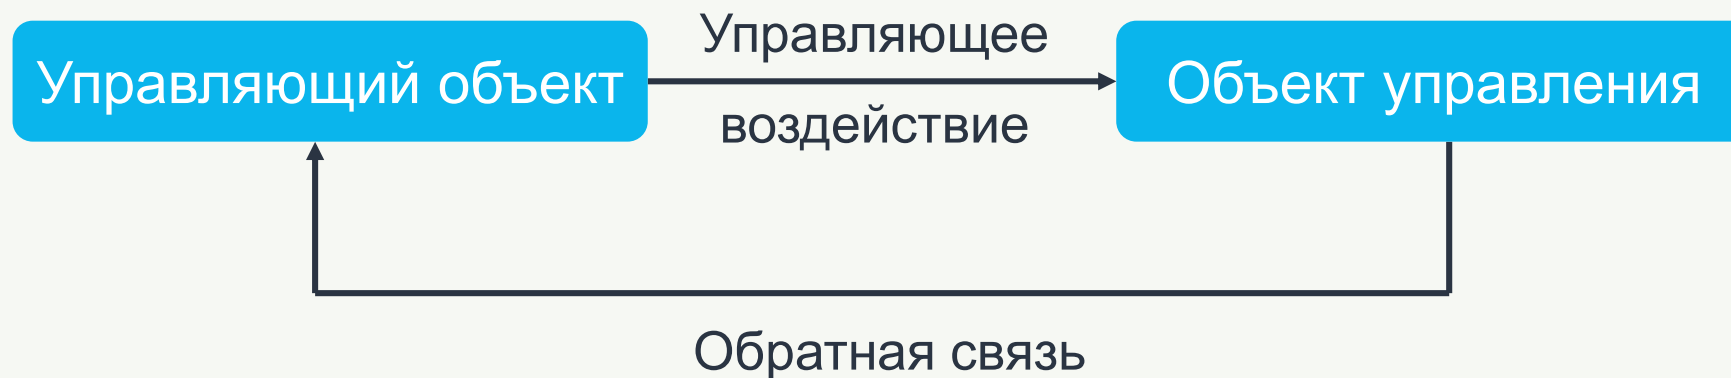 Управляющий объект
Управляющее
воздействие
Объект управления
Обратная связь